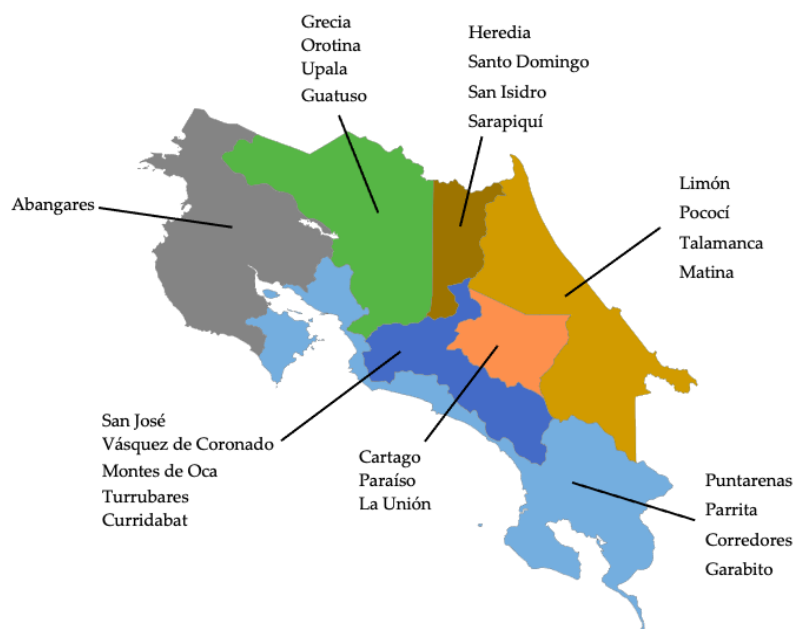 Grecia
Orotina
Upala
Guatuso
Heredia
Santo Domingo
San Isidro
Sarapiquí
Limón
Pococí
Talamanca
Matina
Abangares
San José
Vásquez de Coronado
Montes de Oca
Turrubares
Curridabat
Cartago
Paraíso
La Unión
Puntarenas
Parrita
Corredores
Garabito